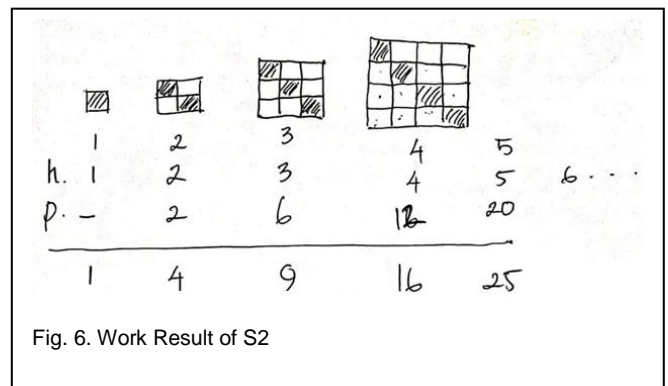 1 2 3 4 5
h. 1 2 3 4 5 6...
p. - 2 6 12 20
1 4 9 16 25
Fig. 6. Work Result of S2